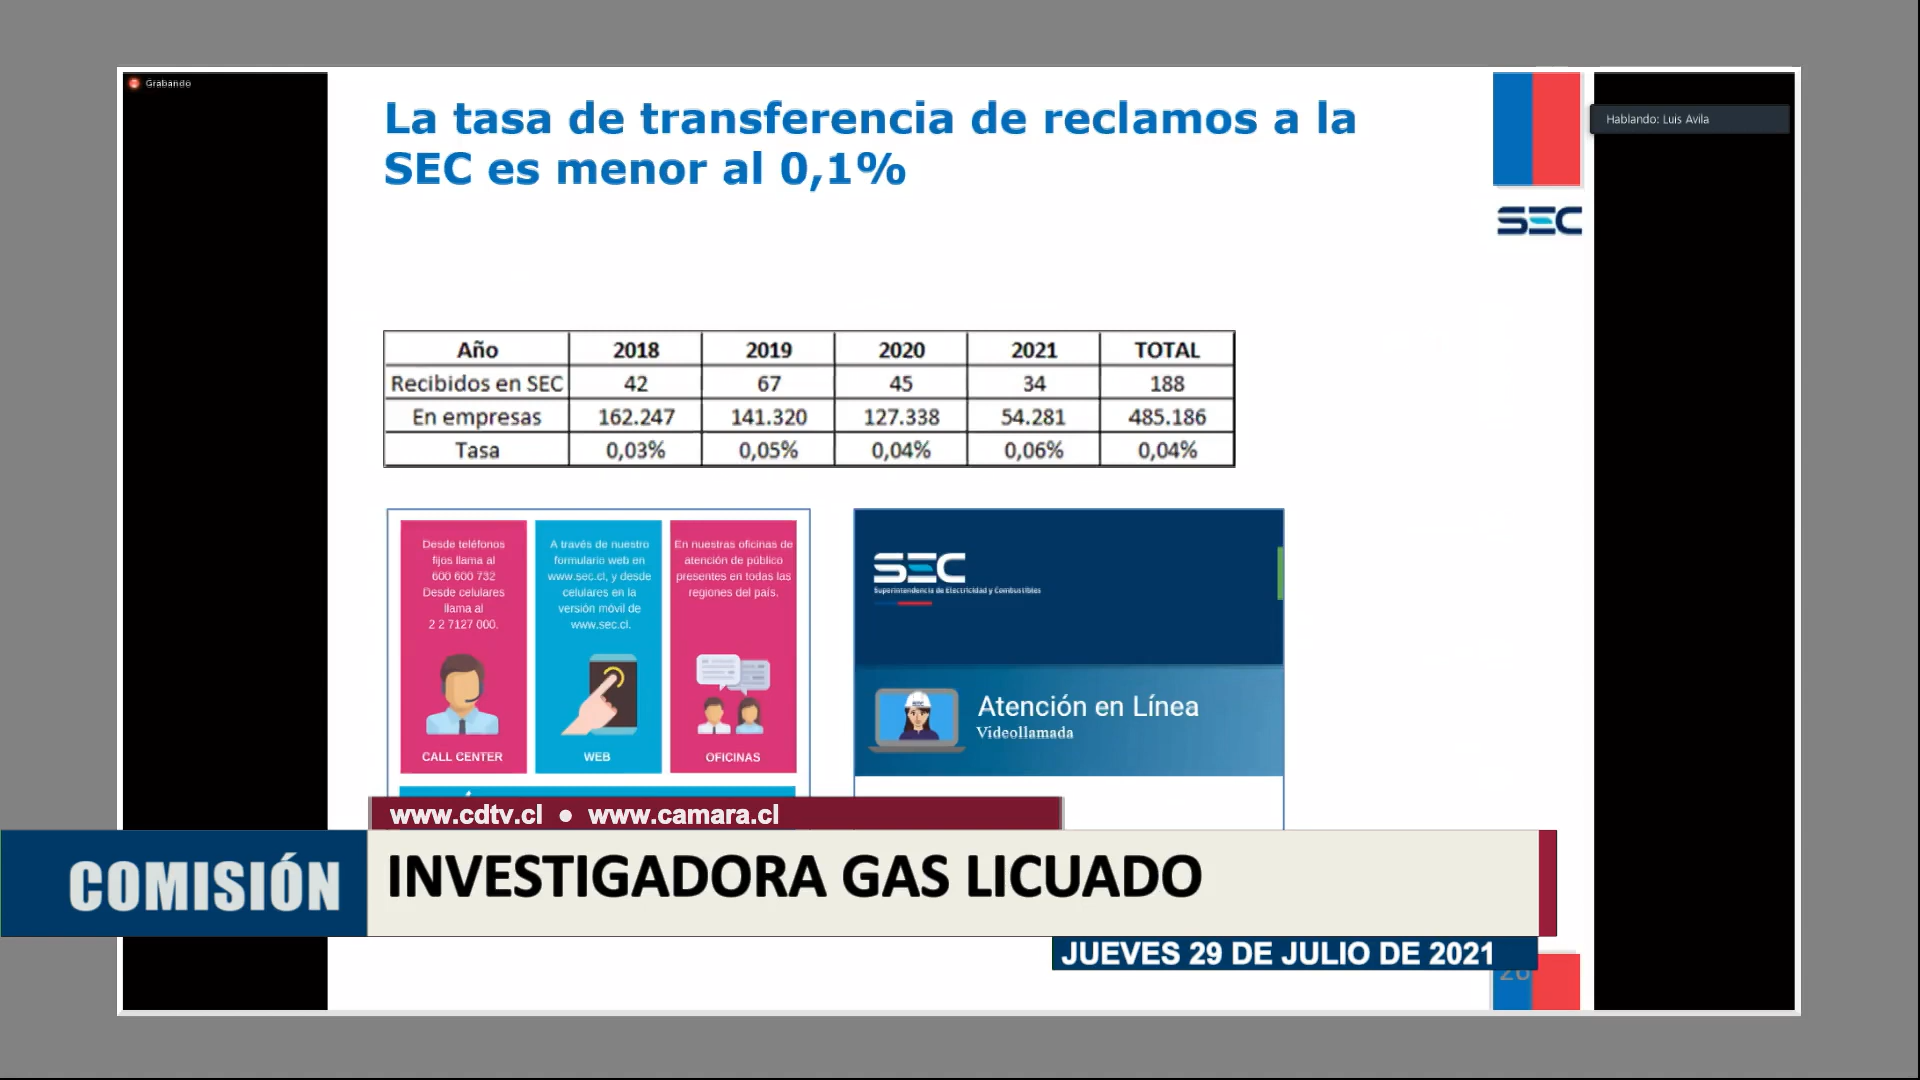 Grabando
La tasa de transferencia de reclamos a la
SEC es menor al 0,1%
Hablando: Luis Avila
SEC
Año 2018 2019 2020 2021 TOTAL
Recibidos en SEC 42 67 45 34 188
En empresas 162.247 141.320 127.338 54.281 485.186
Tasa 0,03% 0,05% 0,04% 0,06% 0,04%
Desde teléfonos
fijos llama al
600 600 732
Desde celulares
llama al
2 2 7127 000.
CALL CENTER
A través de nuestro
formulario web en
www.sec.cl, y desde
celulares en la
versión móvil de
www.sec.cl.
WEB
En nuestras oficinas de
atención de público
presentes en todas las
regiones del país.
OFICINAS
SEC
Superintendencia de Electricidad y Combustibles
Atención en Línea
Videollamada
www.cdtv.cl • www.camara.cl
COMISIÓN
INVESTIGADORA GAS LICUADO
JUEVES 29 DE JULIO DE 2021